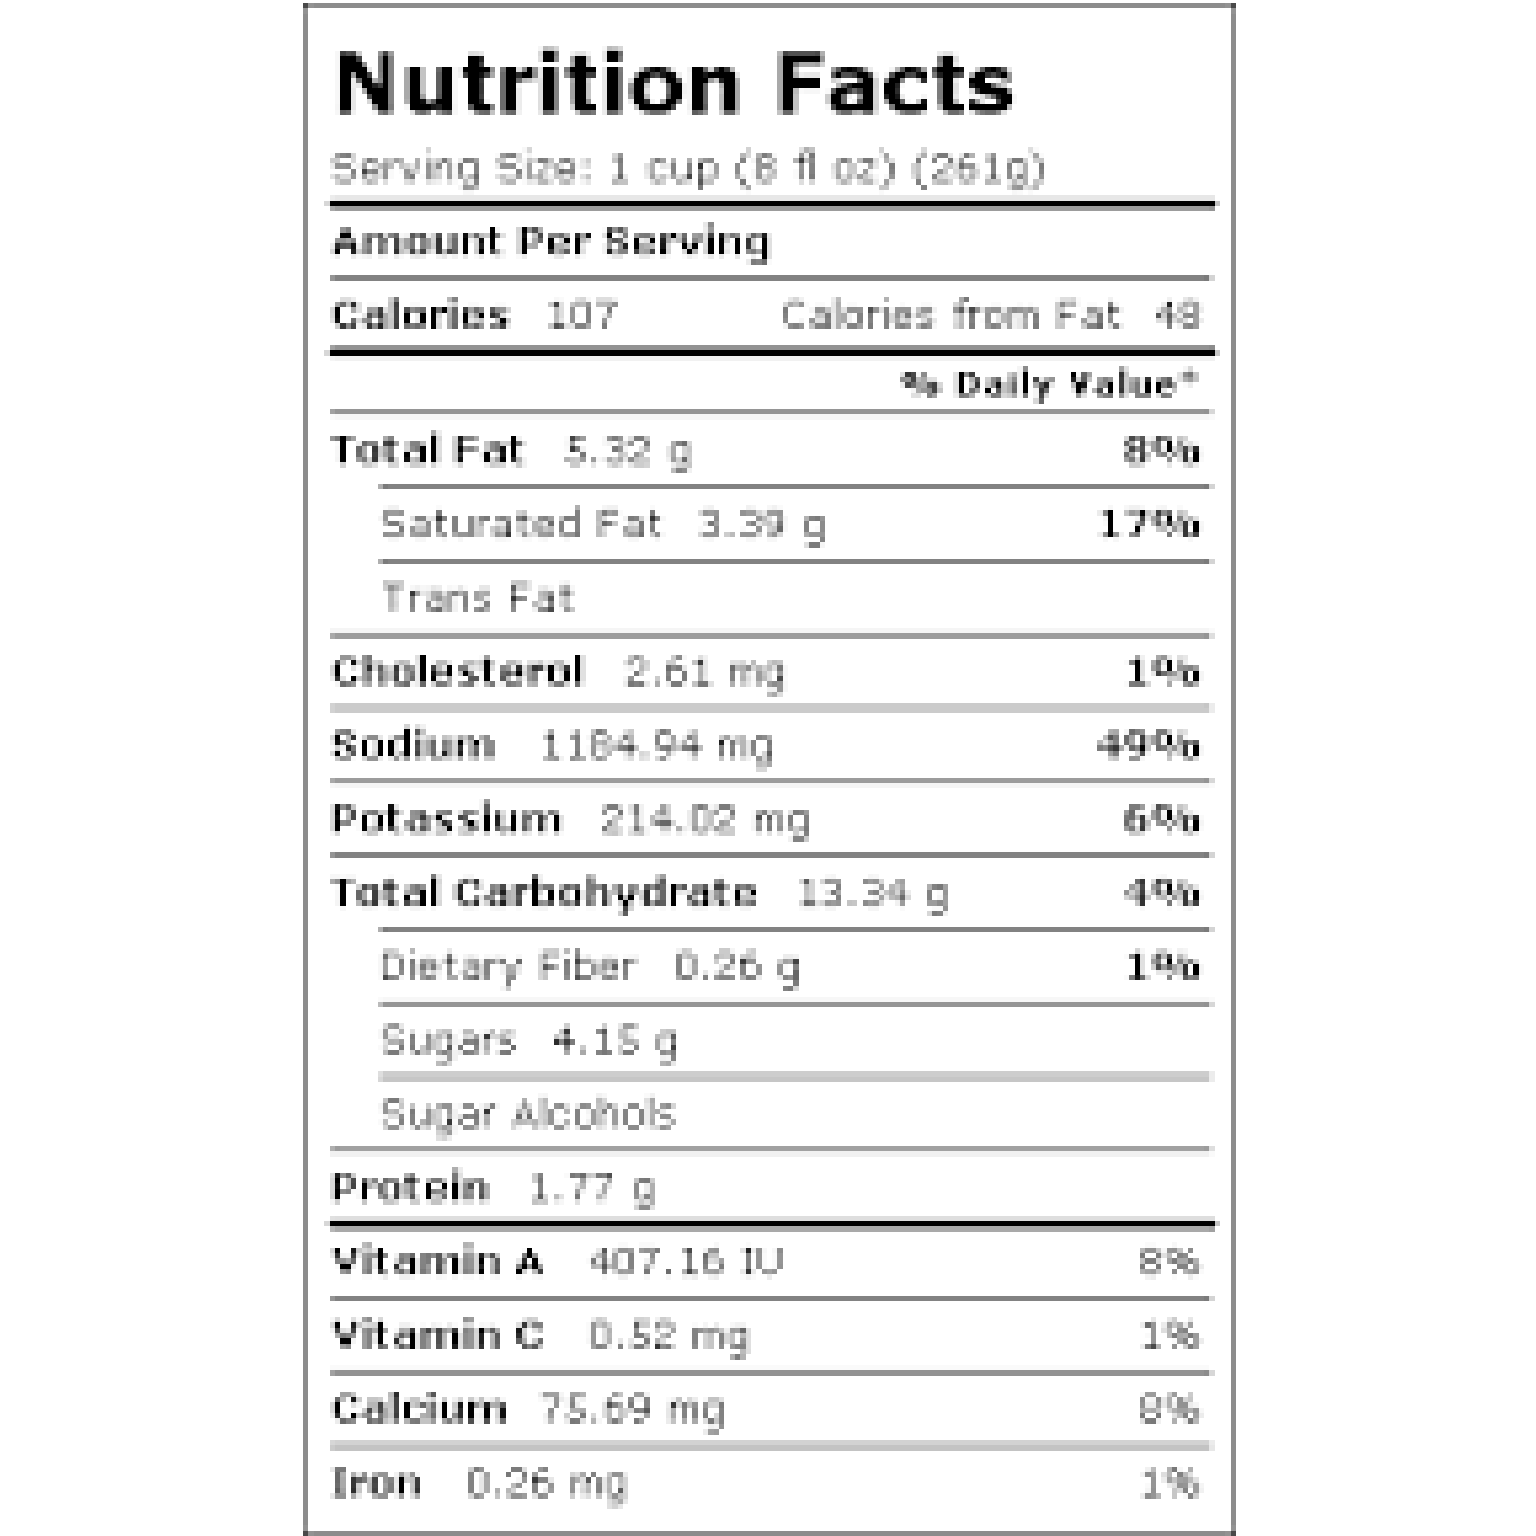 Nutrition Facts
Serving Size: 1 cup (8 fl oz) (261g)
Amount Per Serving
Calories 107 Calories from Fat 48
% Daily Value*
Total Fat 5.32 g 8%
Saturated Fat 3.39 g 17%
Trans Fat
Cholesterol 2.61 mg 1%
Sodium 1184.94 mg 49%
Potassium 214.02 mg 6%
Total Carbohydrate 13.34 g 4%
Dietary Fiber 0.26 g 1%
Sugars 4.15 g
Sugar Alcohols
Protein 1.77 g
Vitamin A 407.16 IU 8%
Vitamin C 0.52 mg 1%
Calcium 75.69 mg 8%
Iron 0.26 mg 1%